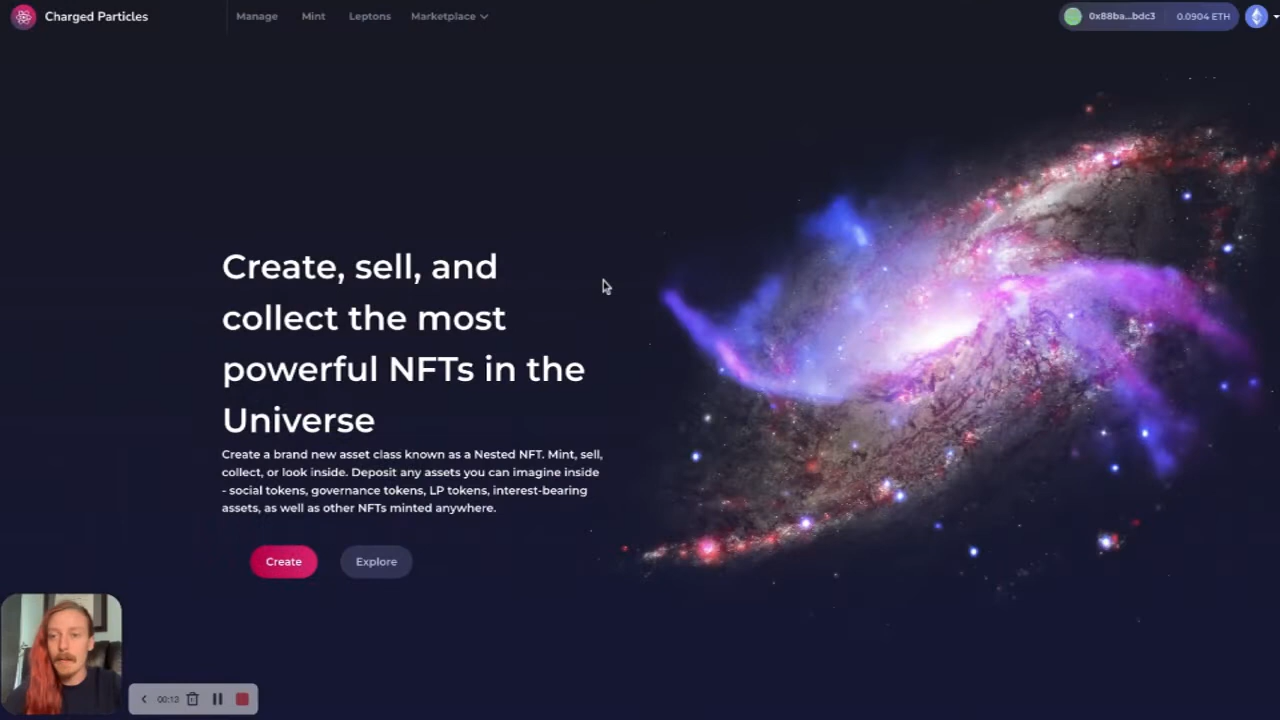 Charged Particles
Manage
Mint
Leptons
Marketplace
0x88ba...bdc3
0.0904 ETH
Create, sell, and
collect the most
powerful NFTs in the
Universe
Create a brand new asset class known as a Nested NFT. Mint, sell,
collect, or look inside. Deposit any assets you can imagine inside
- social tokens, governance tokens, LP tokens, interest-bearing
assets, as well as other NFTs minted anywhere.
Create
Explore
00:13